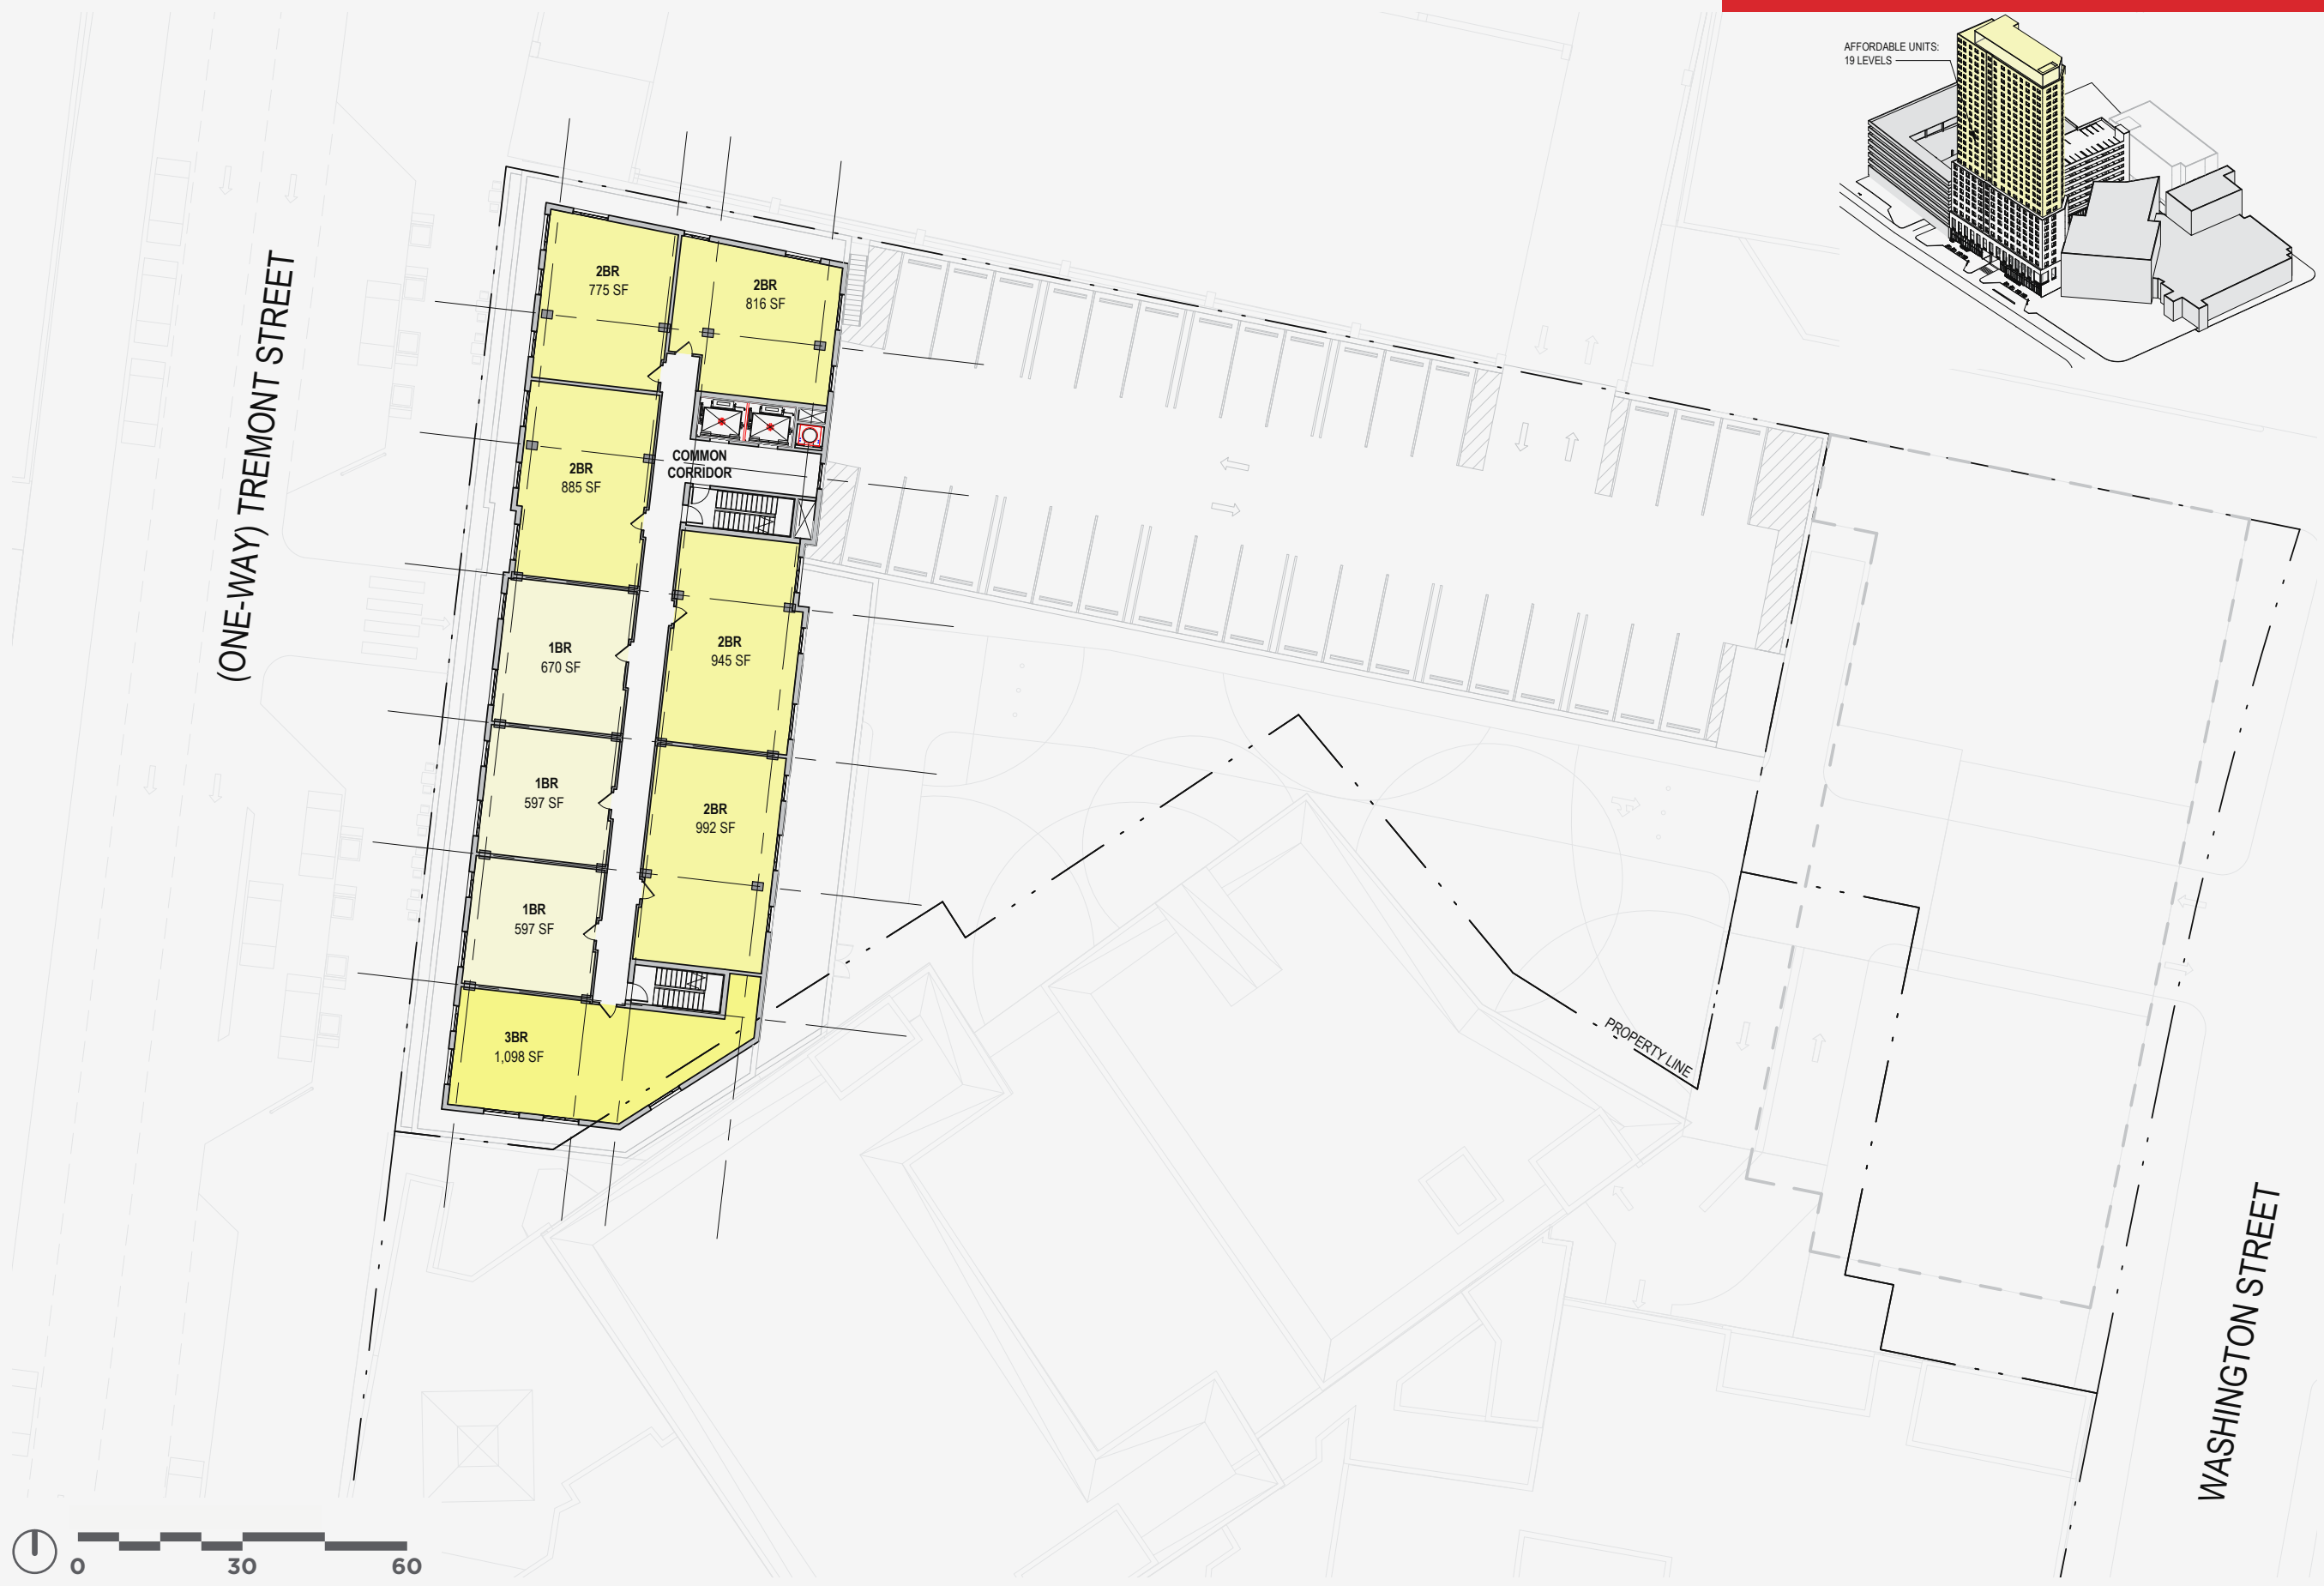 AFFORDABLE UNITS:
19 LEVELS
(ONE-WAY) TREMONT STREET
2BR
775 SF
2BR
816 SF
2BR
885 SF
COMMON
CORRIDOR
1BR
670 SF
2BR
945 SF
1BR
597 SF
2BR
992 SF
1BR
597 SF
3BR
1,098 SF
PROPERTY LINE
WASHINGTON STREET
0 30 60